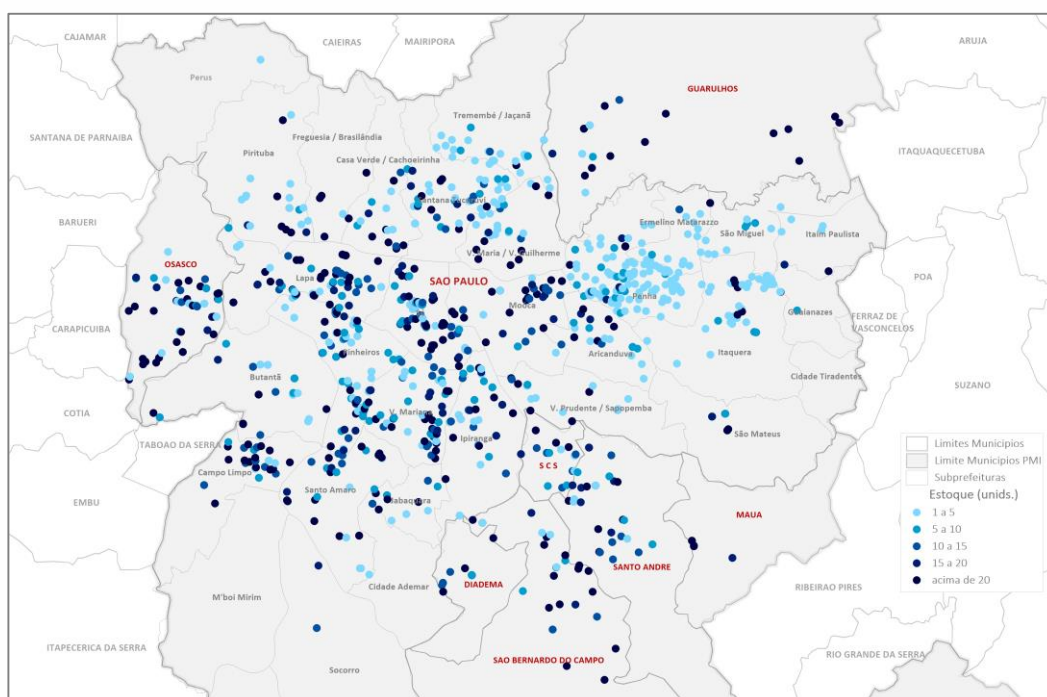 CAJAMAR
CAIEIRAS
MAIRIPORA
ARUJA
Perus
GUARULHOS
Tremembé / Jaçanã
SANTANA DE PARNAIBA
Freguesia / Brasilândia
Pirituba
ITAQUAQUECETUBA
Casa Verde / Cachoeirinha
Santana Tucuruvi
Ermelino Matarazzo
BARUERI
São Miguel
Itaim Paulista
V. Maria / V. Guilherme
OSASCO
Lapa
SAO PAULO
POA
Penha
Mooca
Guaianazes
FERRAZ DE
VASCONCELOS
CARAPICUIBA
Pinheiros
Aricanduva
Itaquera
Butantã
Cidade Tiradentes
SUZANO
COTIA
V. Mariana
V. Prudente / Sapopemba
TABOAO DA SERRA
Ipiranga
São Mateus
Limites Municipios
S C S
Limite Municípios PMI
Campo Limpo
Subprefeituras
Santo Amaro
Estoque (unids.)
EMBU
Jabaquara
1 a 5
MAUA
5 a 10
10 a 15
15 a 20
SANTO ANDRE
acima de 20
DIADEMA
Cidade Ademar
RIBEIRAO PIRES
M'boi Mirim
ITAPECERICA DA SERRA
RIO GRANDE DA SERRA
SAO BERNARDO DO CAMPO
Socorro